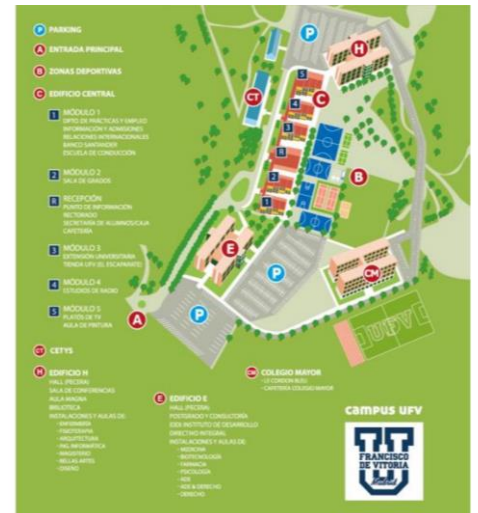 P PARKING
A ENTRADA PRINCIPAL
B ZONAS DEPORTIVAS
C EDIFICIO CENTRAL
1 MÓDULO 1
DPTO DE PRÁCTICAS Y EMPLEO
INFORMACIÓN Y ADMISIONES
RELACIONES INTERNACIONALES
BANCO SANTANDER
ESCUELA DE CONDUCCIÓN
2 MÓDULO 2
SALA DE GRADOS
R RECEPCIÓN
PUNTO DE INFORMACIÓN
RECTORADO
SECRETARÍA DE ALUMNOS/CAJA
CAFETERÍA
3 MÓDULO 3
EXTENSIÓN UNIVERSITARIA
TIENDA UFV (EL ESCAPARATE)
4 MÓDULO 4
ESTUDIOS DE RADIO
5 MÓDULO 5
PLATÓS DE TV
AULA DE PINTURA
CT CETYS
H EDIFICIO H
HALL (PECERA)
SALA DE CONFERENCIAS
AULA MAGNA
BIBLIOTECA
INSTALACIONES Y AULAS DE:
- ENFERMERÍA
- FISIOTERAPIA
- ARQUITECTURA
- ING. INFORMÁTICA
- MAGISTERIO
- BELLAS ARTES
- DISEÑO
E EDIFICIO E
HALL (PECERA)
POSTGRADO Y CONSULTORÍA
IDDI INSTITUTO DE DESARROLLO
DIRECTIVO INTEGRAL
INSTALACIONES Y AULAS DE:
- MEDICINA
- BIOTECNOLOGÍA
- FARMACIA
- PSICOLOGÍA
- ADE
- ADE & DERECHO
- DERECHO
CM COLEGIO MAYOR
- LE CORDON BLEU
- CAFETERÍA COLEGIO MAYOR
P
H
5
C
CT
4
3
R
2
B
1
E
P
CM
A
P
UFV
campus UFV
FRANCISCO
DE VITORIA
Madrid